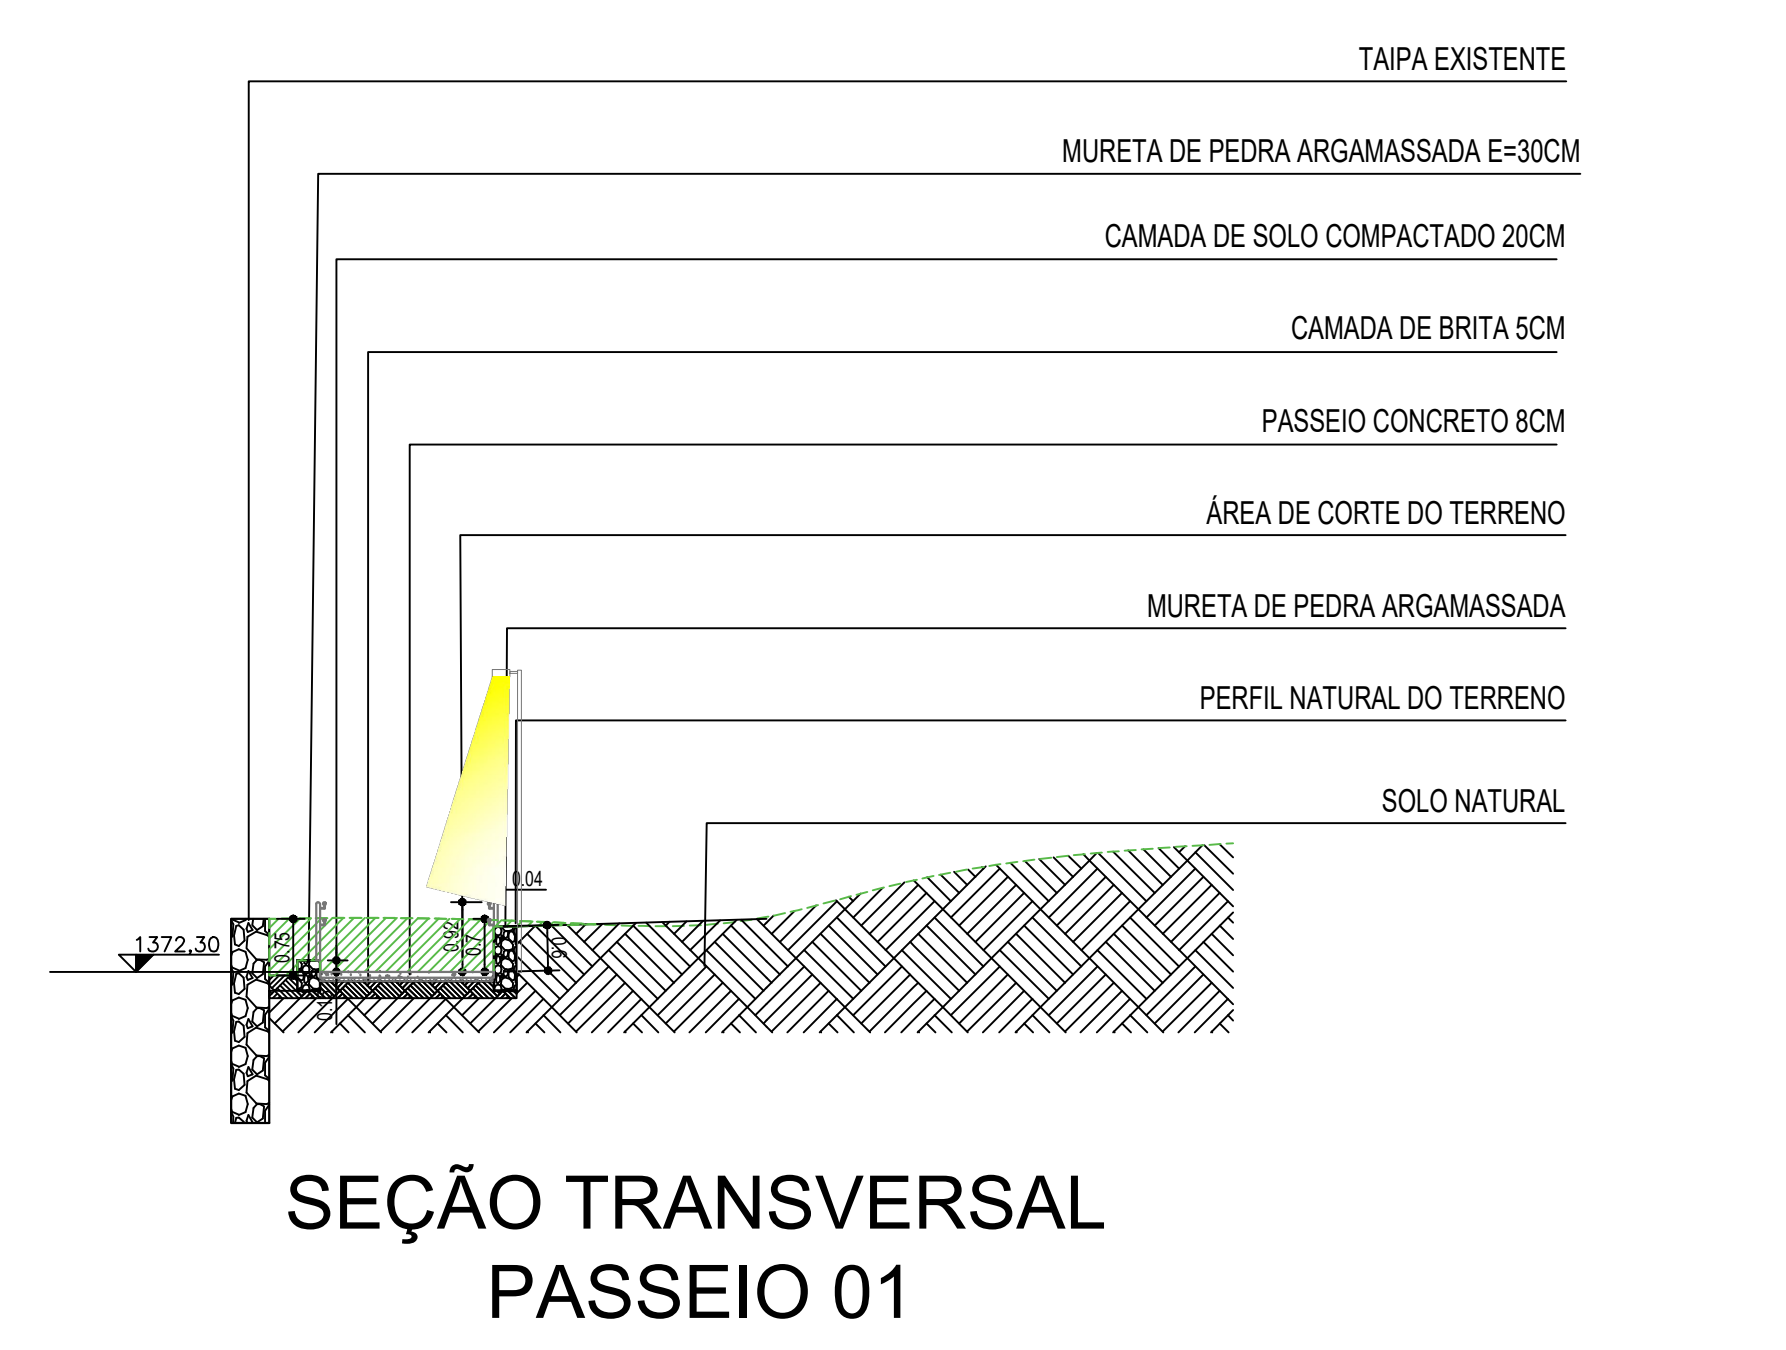 TAIPA EXISTENTE
MURETA DE PEDRA ARGAMASSADA E=30CM
CAMADA DE SOLO COMPACTADO 20CM
CAMADA DE BRITA 5CM
PASSEIO CONCRETO 8CM
ÁREA DE CORTE DO TERRENO
MURETA DE PEDRA ARGAMASSADA
PERFIL NATURAL DO TERRENO
SOLO NATURAL
0.04
1372,30
0.75
0.92
0.7
0.6
SEÇÃO TRANSVERSAL
PASSEIO 01